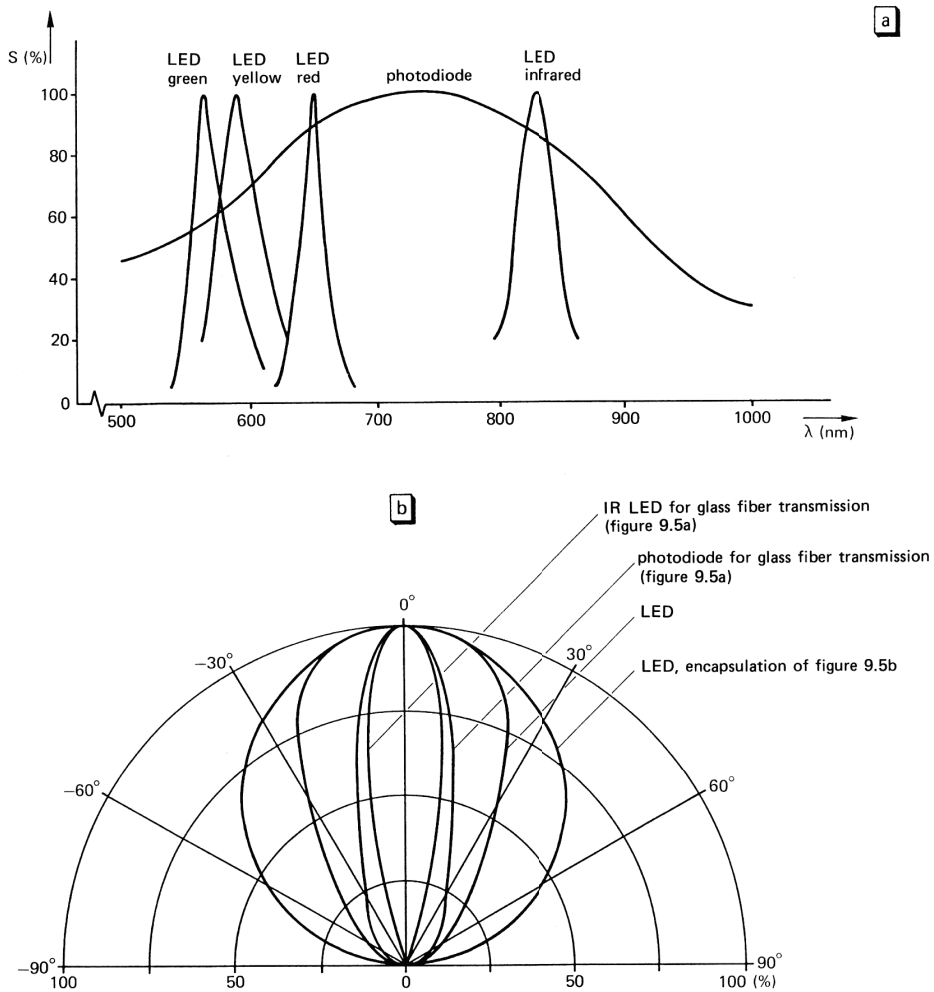 a
S (%)
LED green
LED yellow
LED red
photodiode
LED infrared
100
80
60
40
20
0
500
600
700
800
900
1000
λ (nm)
b
IR LED for glass fiber transmission
(figure 9.5a)
photodiode for glass fiber transmission
(figure 9.5a)
LED
LED, encapsulation of figure 9.5b
0°
−30°
30°
−60°
60°
−90°
90°
100
(%)
50
0
50
100 (%)